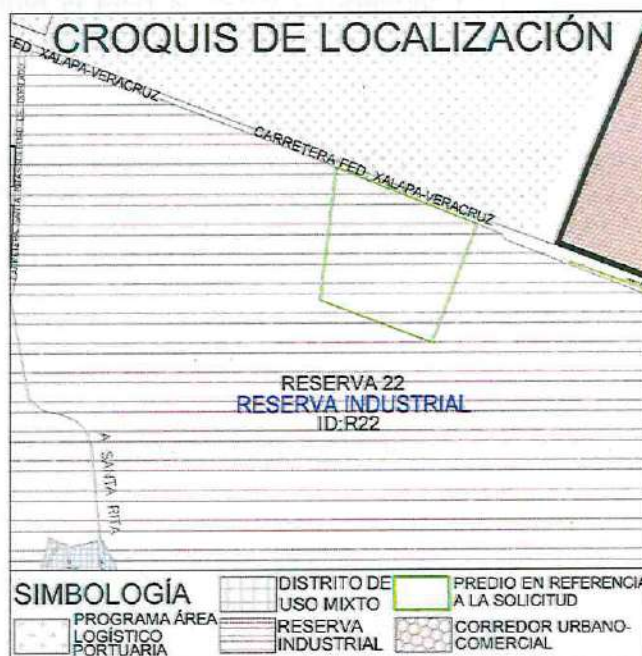 CROQUIS DE LOCALIZACIÓN
FED. XALAPA-VERACRUZ
CARRETERA FED. XALAPA-VERACRUZ
RESERVA 22
RESERVA INDUSTRIAL
ID:R22
A SANTA RITA
SIMBOLOGÍA
PROGRAMA ÁREA
LOGÍSTICO
PORTUARIA
DISTRITO DE
USO MIXTO
RESERVA
INDUSTRIAL
PREDIO EN REFERENCIA
A LA SOLICITUD
CORREDOR URBANO-
COMERCIAL